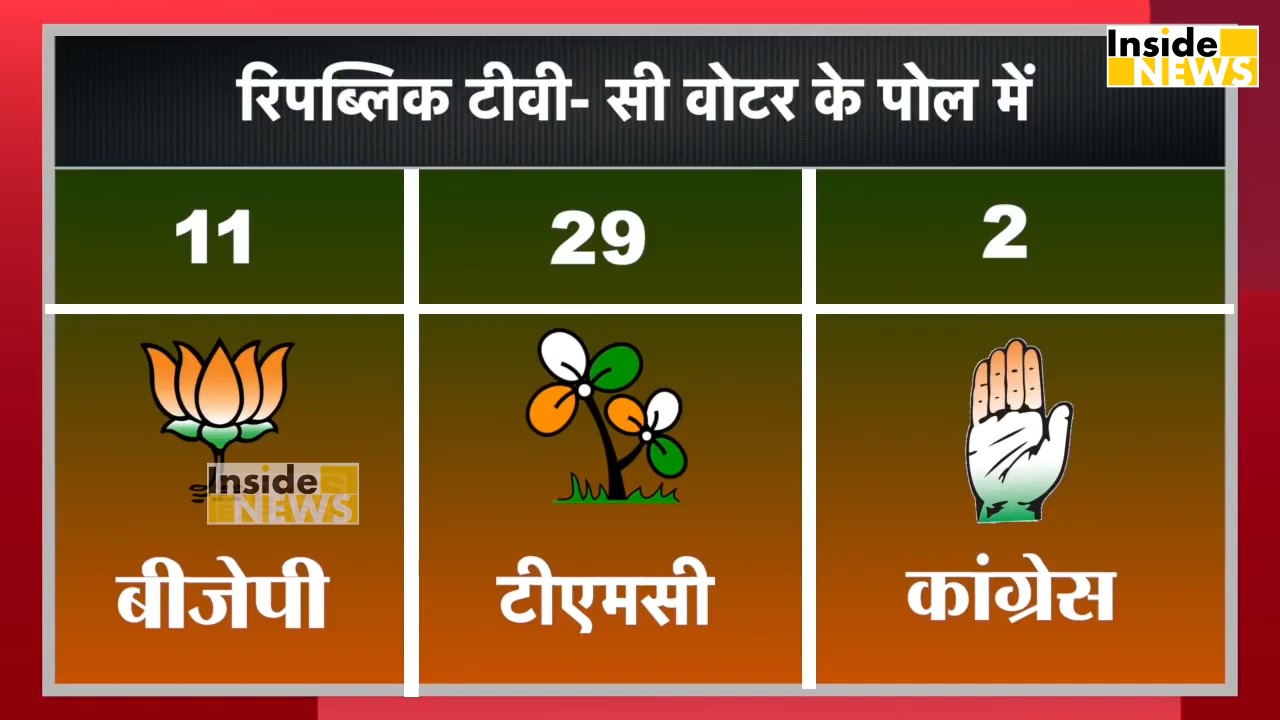 Inside
NEWS
रिपब्लिक टीवी- सी वोटर के पोल में
11
29
2
Inside
NEWS
बीजेपी
टीएमसी
कांग्रेस